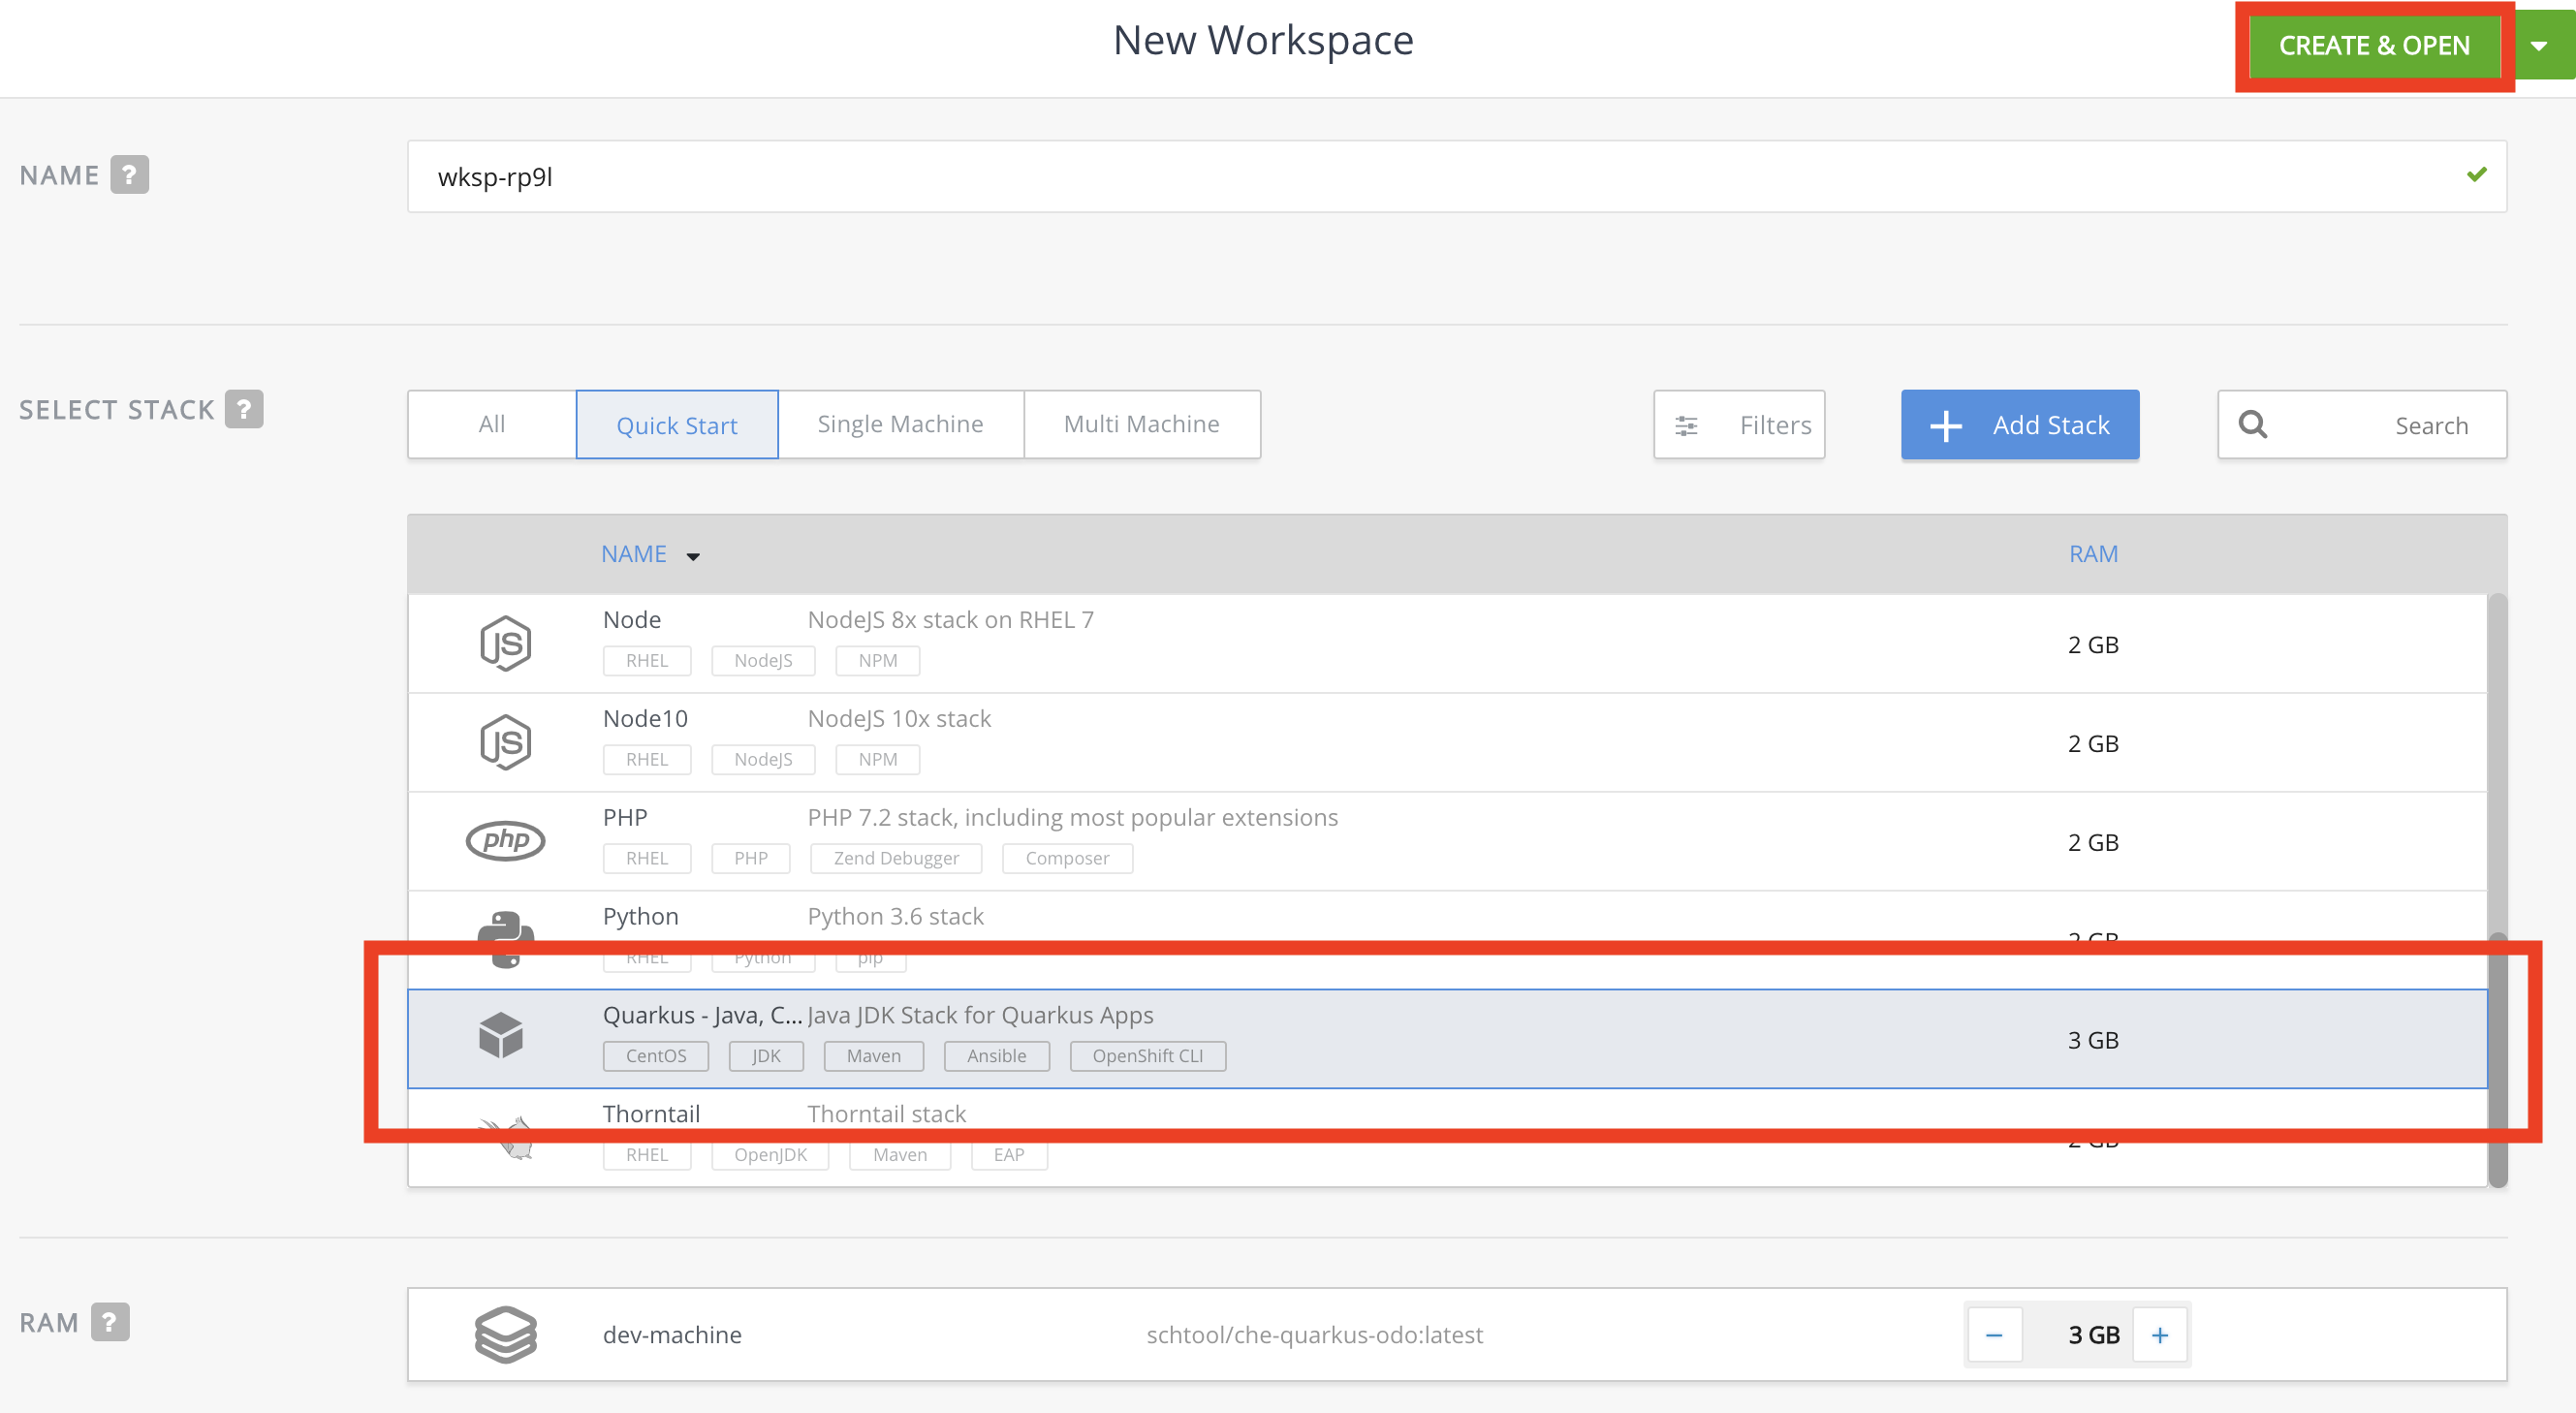 New Workspace
CREATE & OPEN
NAME ?
wksp-rp9l
SELECT STACK ?
All
Quick Start
Single Machine
Multi Machine
Filters
Add Stack
Search
NAME
RAM
JS
Node NodeJS 8x stack on RHEL 7
RHEL NodeJS NPM
2 GB
JS
Node10 NodeJS 10x stack
RHEL NodeJS NPM
2 GB
php
PHP PHP 7.2 stack, including most popular extensions
RHEL PHP Zend Debugger Composer
2 GB
Python Python 3.6 stack
RHEL Python pip
2 GB
Quarkus - Java, C... Java JDK Stack for Quarkus Apps
CentOS JDK Maven Ansible OpenShift CLI
3 GB
Thorntail Thorntail stack
RHEL OpenJDK Maven EAP
2 GB
RAM ?
dev-machine
schtool/che-quarkus-odo:latest
− 3 GB +